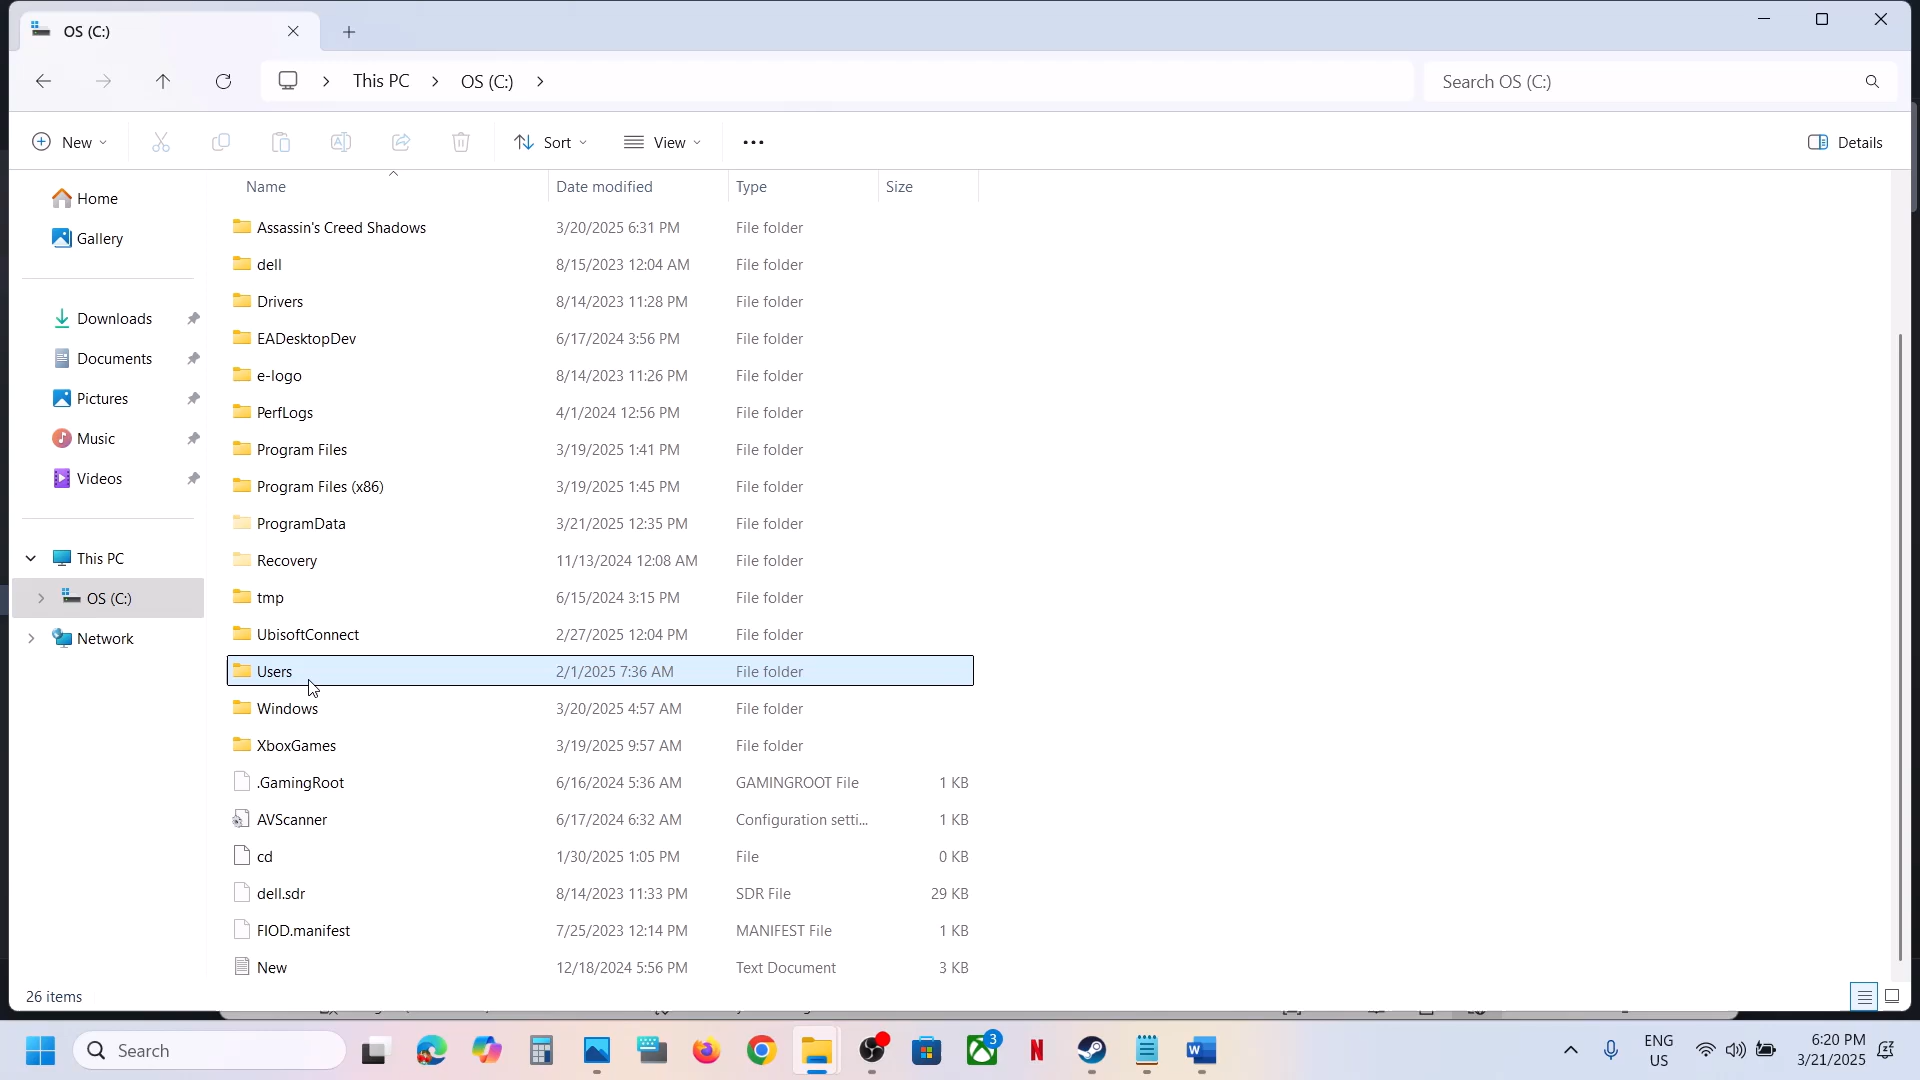 OS (C:)
This PC
OS (C:)
Search OS (C:)
New
Sort
View
Details
Name
Date modified
Type
Size
Home
Gallery
Downloads
Documents
Pictures
Music
Videos
This PC
OS (C:)
Network
Assassin's Creed Shadows 3/20/2025 6:31 PM File folder
dell 8/15/2023 12:04 AM File folder
Drivers 8/14/2023 11:28 PM File folder
EADesktopDev 6/17/2024 3:56 PM File folder
e-logo 8/14/2023 11:26 PM File folder
PerfLogs 4/1/2024 12:56 PM File folder
Program Files 3/19/2025 1:41 PM File folder
Program Files (x86) 3/19/2025 1:45 PM File folder
ProgramData 3/21/2025 12:35 PM File folder
Recovery 11/13/2024 12:08 AM File folder
tmp 6/15/2024 3:15 PM File folder
UbisoftConnect 2/27/2025 12:04 PM File folder
Users 2/1/2025 7:36 AM File folder
Windows 3/20/2025 4:57 AM File folder
XboxGames 3/19/2025 9:57 AM File folder
.GamingRoot 6/16/2024 5:36 AM GAMINGROOT File 1 KB
AVScanner 6/17/2024 6:32 AM Configuration setti... 1 KB
cd 1/30/2025 1:05 PM File 0 KB
dell.sdr 8/14/2023 11:33 PM SDR File 29 KB
FIOD.manifest 7/25/2023 12:14 PM MANIFEST File 1 KB
New 12/18/2024 5:56 PM Text Document 3 KB
26 items
Search
3
N
W
ENG
US
6:20 PM
3/21/2025